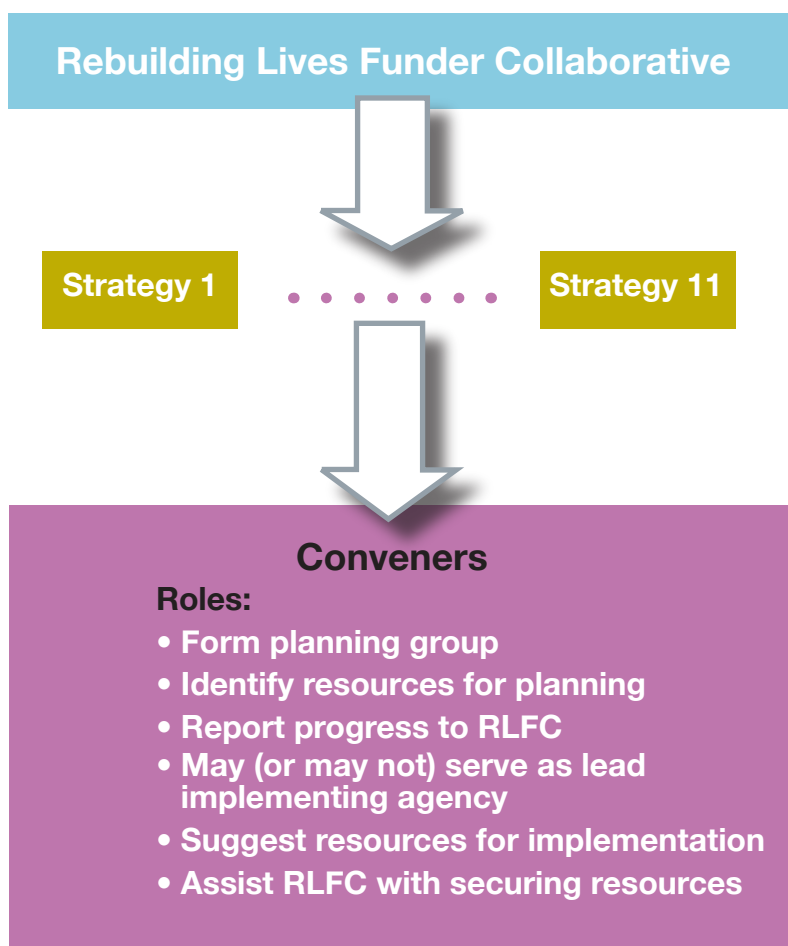 Rebuilding Lives Funder Collaborative
Strategy 1
Strategy 11
Conveners
Roles:
• Form planning group
• Identify resources for planning
• Report progress to RLFC
• May (or may not) serve as lead
implementing agency
• Suggest resources for implementation
• Assist RLFC with securing resources